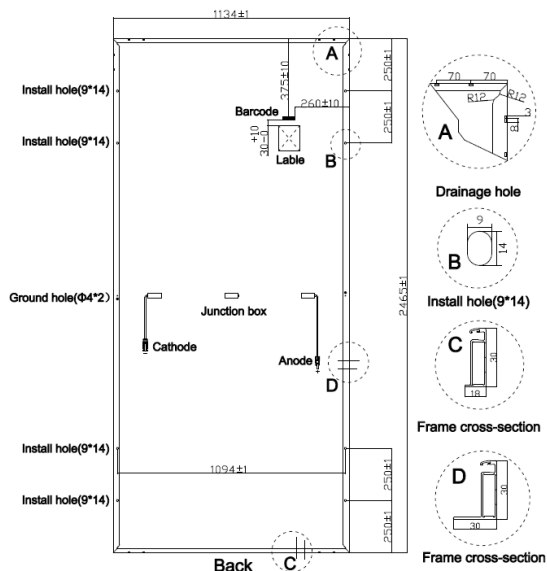 1134±1
A
375±10
250±1
Install hole(9*14)
Barcode
260±10
+10
30-0
Lable
Install hole(9*14)
250±1
B
70
70
R12
R12
3
8
A
Drainage hole
9
14
B
Install hole(9*14)
Ground hole(Φ4*2)
Junction box
2465±1
Cathode
Anode
D
C
30
18
Frame cross-section
Install hole(9*14)
1094±1
250±1
Install hole(9*14)
250±1
C
Back
D
30
30
Frame cross-section